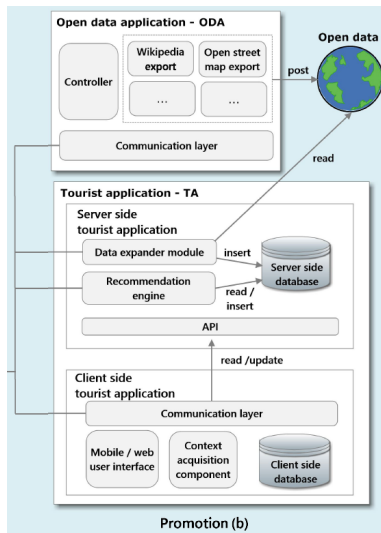 Open data application - ODA
Open data
Controller
Wikipedia
export
Open street
map export
...
...
post
Communication layer
read
Tourist application - TA
Server side
tourist application
Data expander module
insert
Server side
database
Recommendation
engine
read /
insert
API
read /update
Client side
tourist application
Communication layer
Mobile / web
user interface
Context
acquisition
component
Client side
database
Promotion (b)